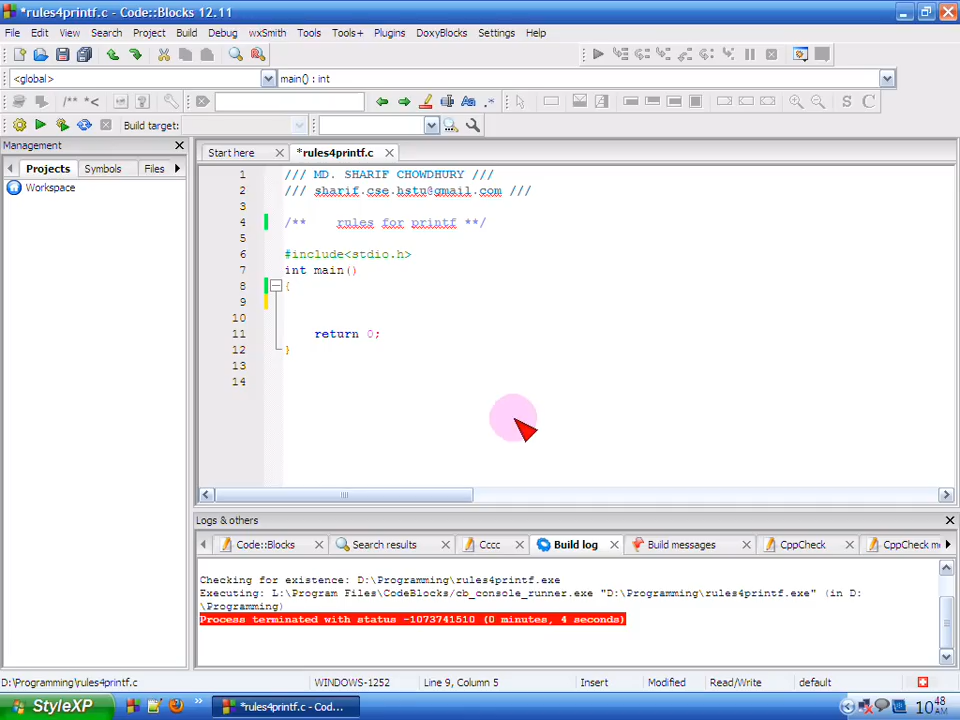 *rules4printf.c - Code::Blocks 12.11
File Edit View Search Project Build Debug wxSmith Tools Tools+ Plugins DoxyBlocks Settings Help
<global> main() : int
/** *<
Aa .* S C
Build target:
Management
Projects Symbols Files
Workspace
Start here *rules4printf.c
1 /// MD. SHARIF CHOWDHURY ///
2 /// sharif.cse.hstu@gmail.com ///
3
4 /** rules for printf **/
5
6 #include<stdio.h>
7 int main()
8 {
9
10
11 return 0;
12 }
13
14
Logs & others
Code::Blocks Search results Cccc Build log Build messages CppCheck CppCheck me
Checking for existence: D:\Programming\rules4printf.exe
Executing: L:\Program Files\CodeBlocks/cb_console_runner.exe "D:\Programming\rules4printf.exe" (in D:
\Programming)
Process terminated with status -1073741510 (0 minutes, 4 seconds)
D:\Programming\rules4printf.c WINDOWS-1252 Line 9, Column 5 Insert Modified Read/Write default
StyleXP *rules4printf.c - Cod... 10:48 AM